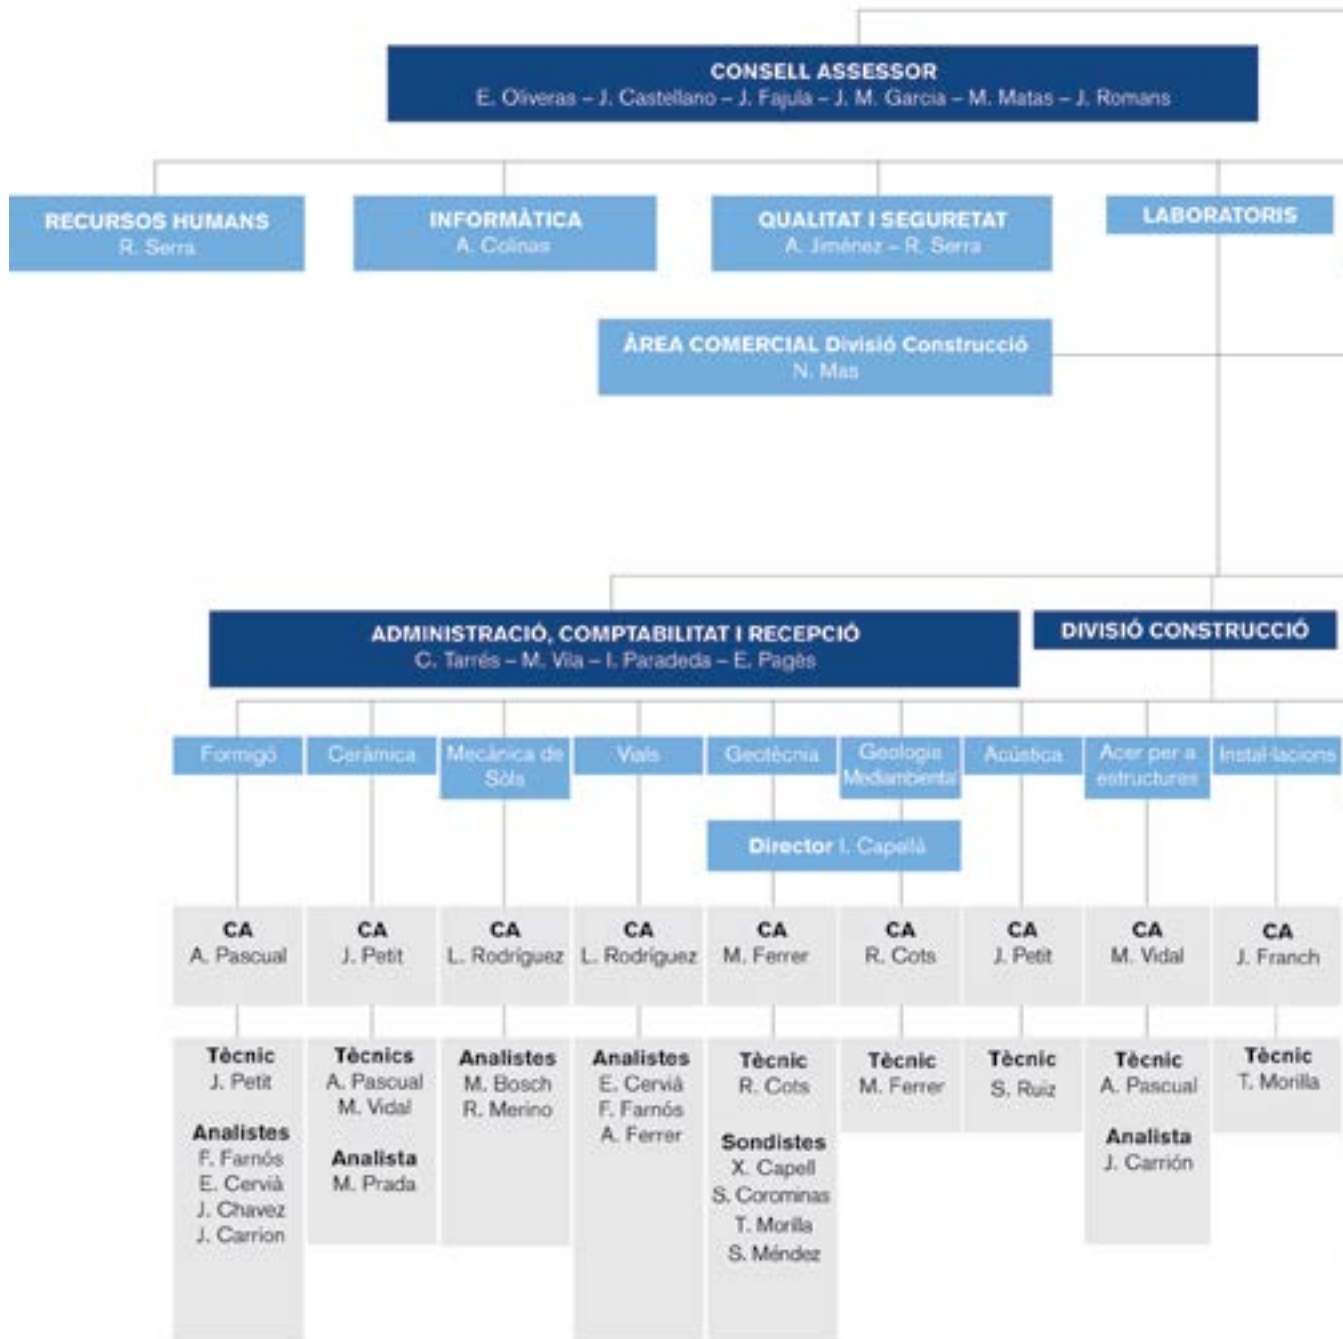 CONSELL ASSESSOR
E. Oliveras – J. Castellano – J. Fajula – J. M. Garcia – M. Matas – J. Romans
RECURSOS HUMANS
R. Serra
INFORMÀTICA
A. Colinas
QUALITAT I SEGURETAT
A. Jiménez – R. Serra
LABORATORIS
ÀREA COMERCIAL Divisió Construcció
N. Mas
ADMINISTRACIÓ, COMPTABILITAT I RECEPCIÓ
C. Tarrés – M. Vila – I. Paradeda – E. Pagès
DIVISIÓ CONSTRUCCIÓ
Formigó
Ceràmica
Mecànica de
Sòls
Vials
Geotècnia
Geologia
Mediambiental
Acústica
Acer per a
estructures
Instal·lacions
Director I. Capellà
CA
A. Pascual
CA
J. Petit
CA
L. Rodríguez
CA
L. Rodríguez
CA
M. Ferrer
CA
R. Cots
CA
J. Petit
CA
M. Vidal
CA
J. Franch
Tècnic
J. Petit
Analistes
F. Farnós
E. Cervià
J. Chavez
J. Carrion
Tècnics
A. Pascual
M. Vidal
Analista
M. Prada
Analistes
M. Bosch
R. Merino
Analistes
E. Cervià
F. Farnós
A. Ferrer
Tècnic
R. Cots
Sondistes
X. Capell
S. Corominas
T. Morilla
S. Méndez
Tècnic
M. Ferrer
Tècnic
S. Ruiz
Tècnic
A. Pascual
Analista
J. Carrión
Tècnic
T. Morilla